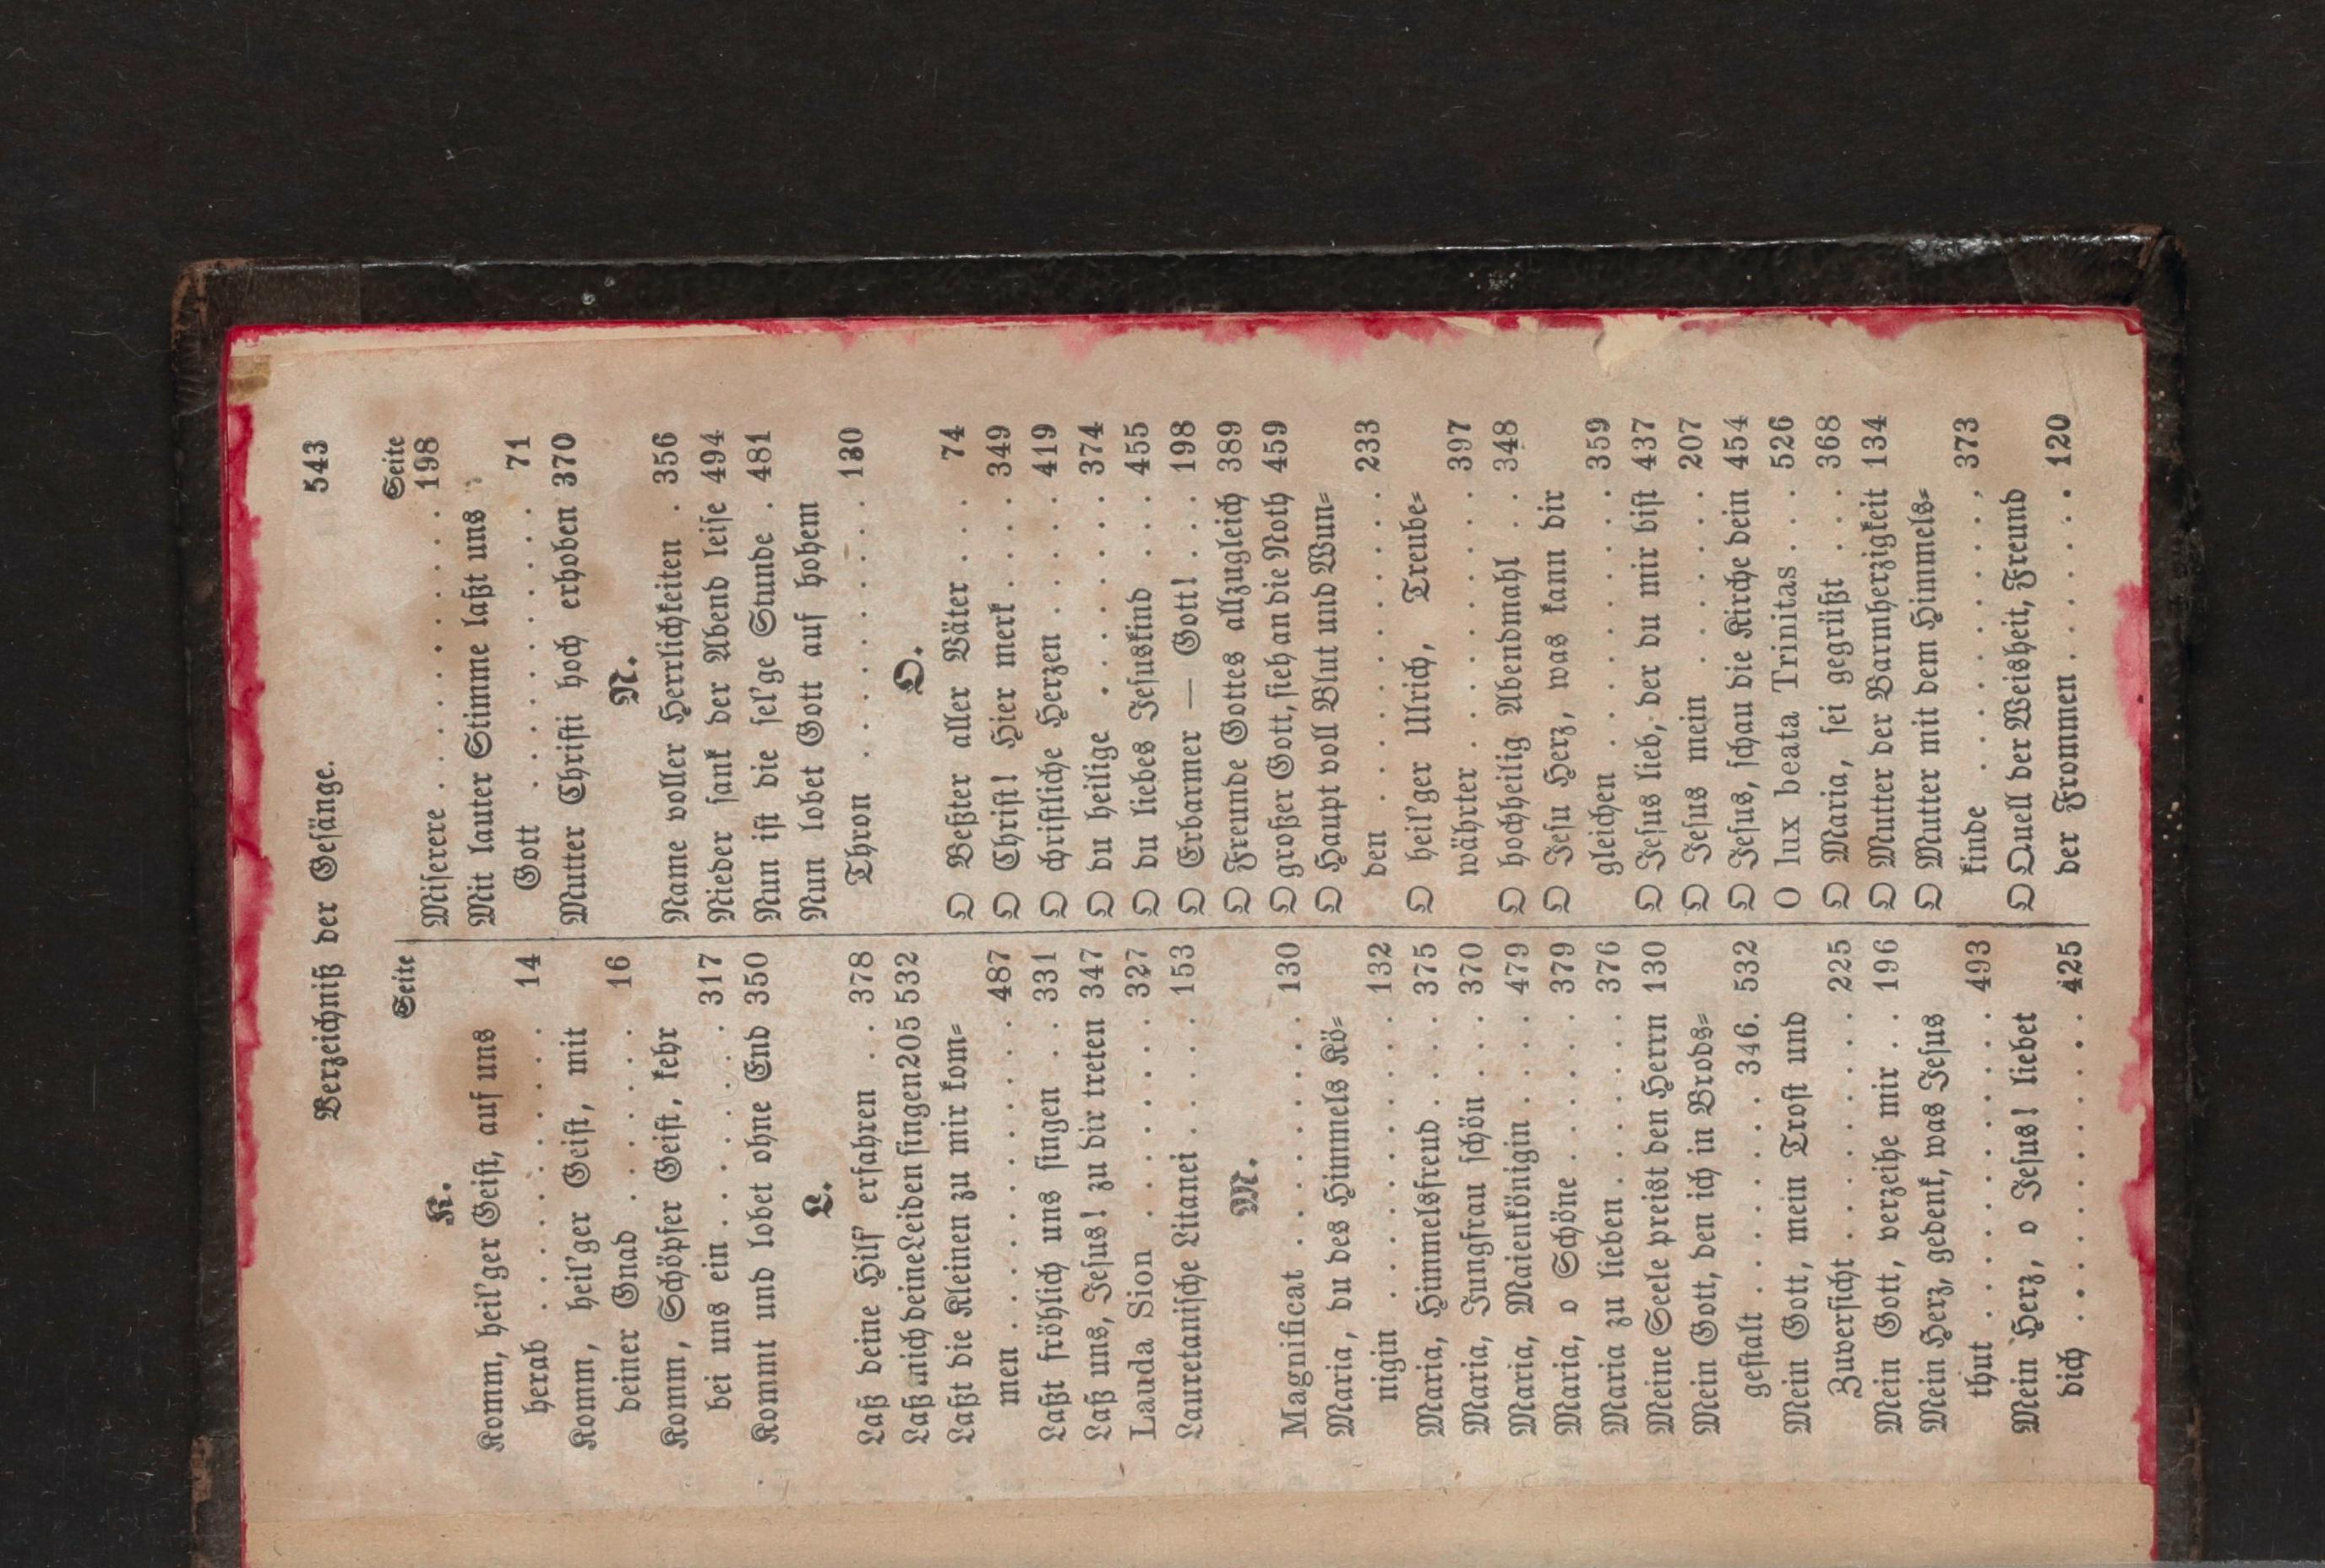 Verzeichniß der Gesänge. 543
Seite
K.
Komm, heil'ger Geist, auf uns
herab . . . . . . . . . 14
Komm, heil'ger Geist, mit
deiner Gnad . . . . . 16
Komm, Schöpfer Geist, kehr
bei uns ein . . . . . . 317
Kommt und lobet ohne End 350
L.
Laß deine Hilf' erfahren . . 378
Laß mich deine Leiden singen 205 532
Laßt die Kleinen zu mir kom=
men . . . . . . . . . . 487
Laßt fröhlich uns singen . . 331
Laß uns, Jesus! zu dir treten 347
Lauda Sion . . . . . . . 327
Lauretanische Litanei . . . . 153
M.
Magnificat . . . . . . . . 130
Maria, du des Himmels Kö=
nigin . . . . . . . . . 132
Maria, Himmelsfreud . . . . 375
Maria, Jungfrau schön . . . 370
Maria, Maienkönigin . . . . 479
Maria, o Schöne . . . . . . 379
Maria zu lieben . . . . . . 376
Meine Seele preist den Herrn 130
Mein Gott, den ich in Brods=
gestalt . . . . . . 346. 532
Mein Gott, mein Trost und
Zuversicht . . . . . . . . 225
Mein Gott, verzeihe mir . . 196
Mein Herz, gedenk, was Jesus
thut . . . . . . . . . . 493
Mein Herz, o Jesus! liebet
dich . . . . . . . . . . 425
Seite
Miserere . . . . . . . . . 198
Mit lauter Stimme laßt uns
Gott . . . . . . . . . 71
Mutter Christi hoch erhoben 370
N.
Name voller Herrlichkeiten . 356
Nieder sank der Abend leise 494
Nun ist die sel'ge Stunde . 481
Nun lobet Gott auf hohem
Thron . . . . . . . . . 130
O.
O Beßter aller Väter . . . . 74
O Christ! Hier merk . . . . 349
O christliche Herzen . . . . 419
O du heilige . . . . . . . 374
O du liebes Jesuskind . . . 455
O Erbarmer — Gott! . . . 198
O Freunde Gottes allzugleich 389
O großer Gott, sieh an die Noth 459
O Haupt voll Blut und Wun=
den . . . . . . . . . . 233
O heil'ger Ulrich, Treube=
währter . . . . . . . . 397
O hochheilig Abendmahl . . 348
O Jesu Herz, was kann dir
gleichen . . . . . . . . 359
O Jesus lieb, der du mir bist 437
O Jesus mein . . . . . . 207
O Jesus, schau die Kirche dein 454
O lux beata Trinitas . . . 526
O Maria, sei gegrüßt . . . 368
O Mutter der Barmherzigkeit 134
O Mutter mit dem Himmels=
kinde . . . . . . . . . 373
O Quell der Weisheit, Freund
der Frommen . . . . . . 120